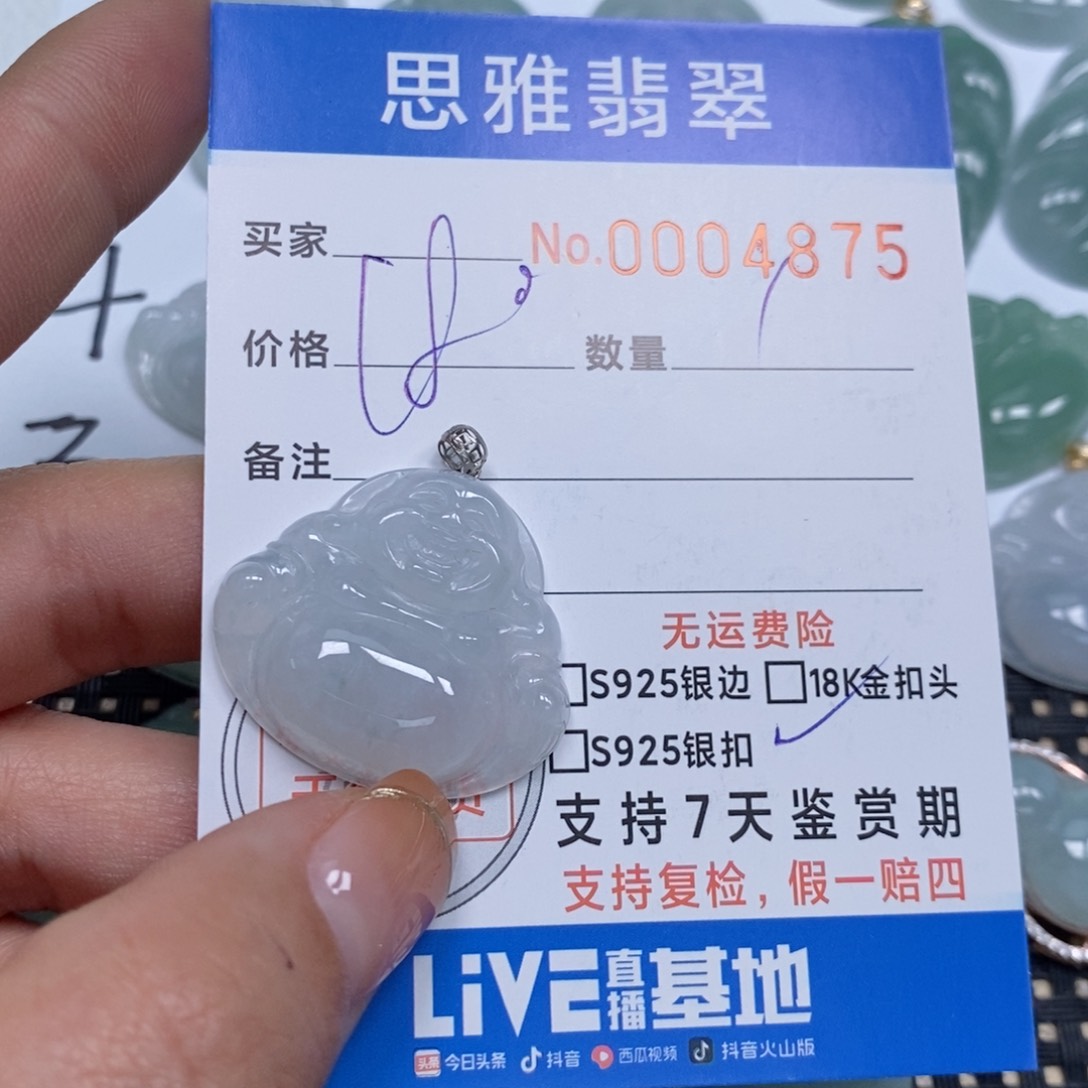 思雅翡翠
买家 No.0004875
价格 数量
备注
无运费险
S925银边 18K金扣头
S925银扣
支持7天鉴赏期
支持复检，假一赔四
LiVE直播基地
头条 今日头条 抖音 西瓜视频 抖音火山版